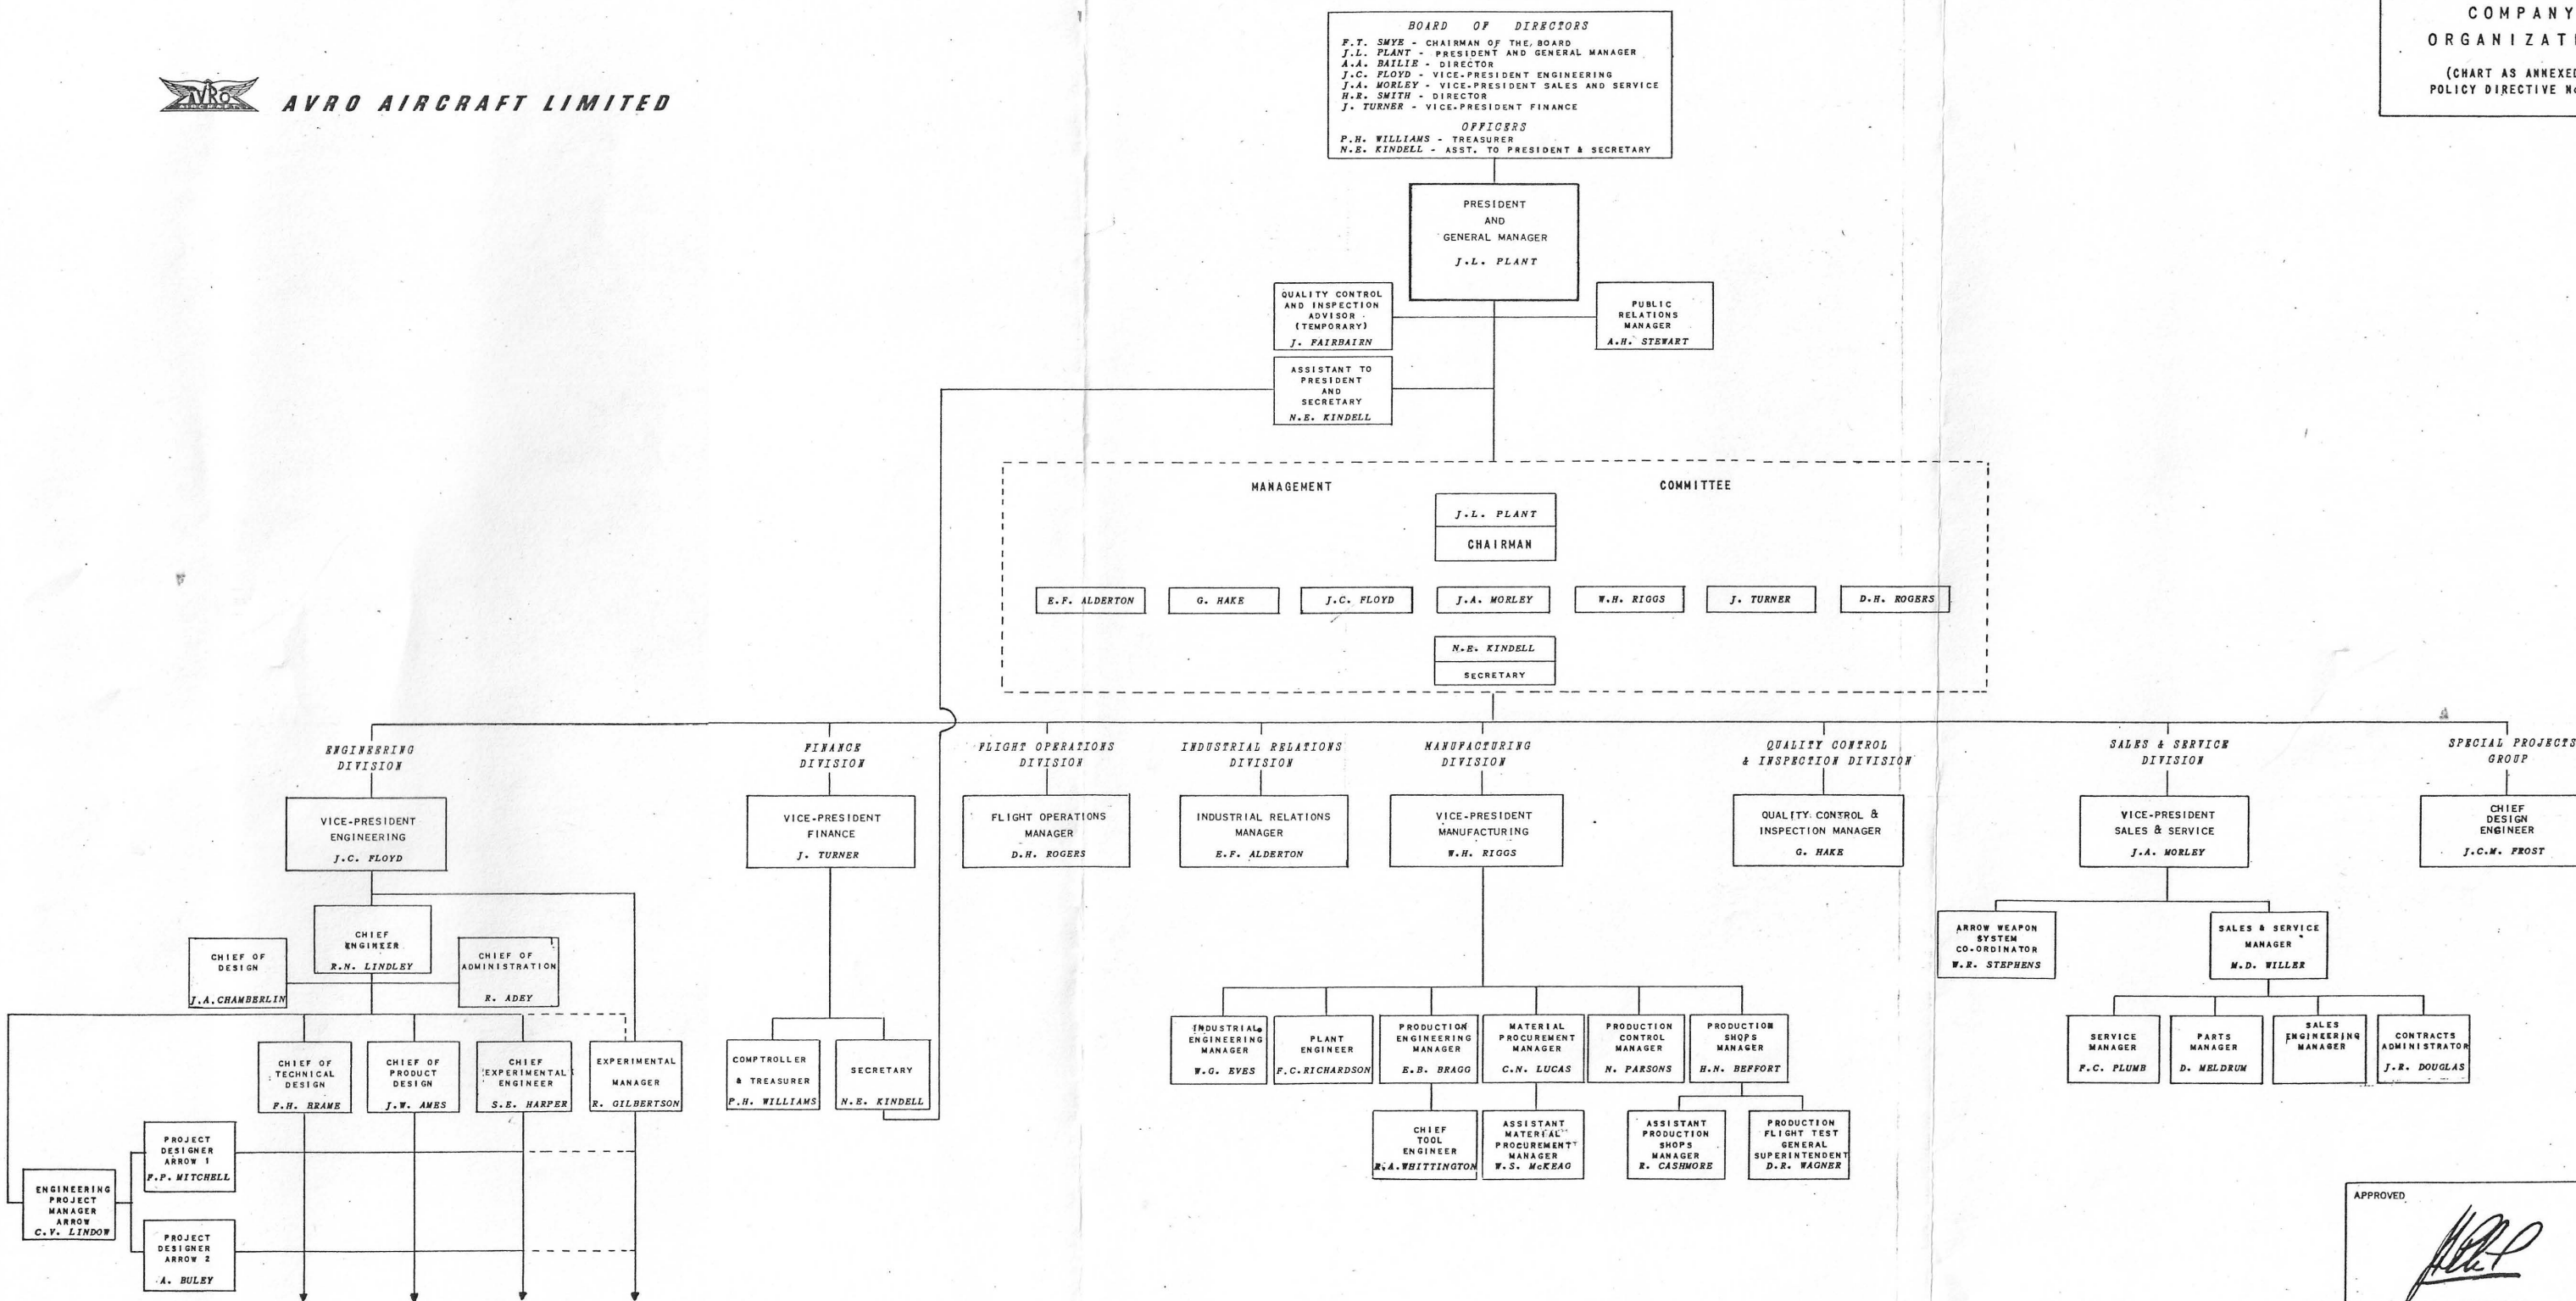 AVRO
AVRO AIRCRAFT LIMITED
BOARD OF DIRECTORS
F.T. SMYE - CHAIRMAN OF THE BOARD
J.L. PLANT - PRESIDENT AND GENERAL MANAGER
A.A. BAILIE - DIRECTOR
J.C. FLOYD - VICE-PRESIDENT ENGINEERING
J.A. MORLEY - VICE-PRESIDENT SALES AND SERVICE
H.R. SMITH - DIRECTOR
J. TURNER - VICE-PRESIDENT FINANCE
OFFICERS
P.H. WILLIAMS - TREASURER
N.E. KINDELL - ASST. TO PRESIDENT & SECRETARY
COMPANY
ORGANIZATI
(CHART AS ANNEXED
POLICY DIRECTIVE No
PRESIDENT
AND
GENERAL MANAGER
J.L. PLANT
QUALITY CONTROL
AND INSPECTION
ADVISOR
(TEMPORARY)
J. FAIRBAIRN
PUBLIC
RELATIONS
MANAGER
A.H. STEWART
ASSISTANT TO
PRESIDENT
AND
SECRETARY
N.E. KINDELL
MANAGEMENT COMMITTEE
J.L. PLANT
CHAIRMAN
E.F. ALDERTON
G. HAKE
J.C. FLOYD
J.A. MORLEY
W.H. RIGGS
J. TURNER
D.H. ROGERS
N.E. KINDELL
SECRETARY
ENGINEERING
DIVISION
VICE-PRESIDENT
ENGINEERING
J.C. FLOYD
FINANCE
DIVISION
VICE-PRESIDENT
FINANCE
J. TURNER
FLIGHT OPERATIONS
DIVISION
FLIGHT OPERATIONS
MANAGER
D.H. ROGERS
INDUSTRIAL RELATIONS
DIVISION
INDUSTRIAL RELATIONS
MANAGER
E.F. ALDERTON
MANUFACTURING
DIVISION
VICE-PRESIDENT
MANUFACTURING
W.H. RIGGS
QUALITY CONTROL
& INSPECTION DIVISION
QUALITY CONTROL &
INSPECTION MANAGER
G. HAKE
SALES & SERVICE
DIVISION
VICE-PRESIDENT
SALES & SERVICE
J.A. MORLEY
SPECIAL PROJECTS
GROUP
CHIEF
DESIGN
ENGINEER
J.C.M. FROST
CHIEF
ENGINEER
R.N. LINDLEY
CHIEF OF
DESIGN
J.A.CHAMBERLIN
CHIEF OF
ADMINISTRATION
R. ADEY
ARROW WEAPON
SYSTEM
CO-ORDINATOR
W.R. STEPHENS
SALES & SERVICE
MANAGER
M.D. WILLER
CHIEF OF
TECHNICAL
DESIGN
F.H. BRAME
CHIEF OF
PRODUCT
DESIGN
J.W. AMES
CHIEF
EXPERIMENTAL
ENGINEER
S.E. HARPER
EXPERIMENTAL
MANAGER
R. GILBERTSON
COMPTROLLER
& TREASURER
P.H. WILLIAMS
SECRETARY
N.E. KINDELL
INDUSTRIAL
ENGINEERING
MANAGER
W.G. EVES
PLANT
ENGINEER
F.C.RICHARDSON
PRODUCTION
ENGINEERING
MANAGER
E.B. BRAGG
MATERIAL
PROCUREMENT
MANAGER
C.N. LUCAS
PRODUCTION
CONTROL
MANAGER
N. PARSONS
PRODUCTION
SHOPS
MANAGER
H.N. BEFFORT
SERVICE
MANAGER
F.C. PLUMB
PARTS
MANAGER
D. MELDRUM
SALES
ENGINEERING
MANAGER
CONTRACTS
ADMINISTRATOR
J.R. DOUGLAS
CHIEF
TOOL
ENGINEER
R.A.WHITTINGTON
ASSISTANT
MATERIAL
PROCUREMENT
MANAGER
W.S. McKEAG
ASSISTANT
PRODUCTION
SHOPS
MANAGER
R. CASHMORE
PRODUCTION
FLIGHT TEST
GENERAL
SUPERINTENDENT
D.R. WAGNER
PROJECT
DESIGNER
ARROW 1
F.P. MITCHELL
ENGINEERING
PROJECT
MANAGER
ARROW
C.V. LINDOW
PROJECT
DESIGNER
ARROW 2
A. BULEY
APPROVED